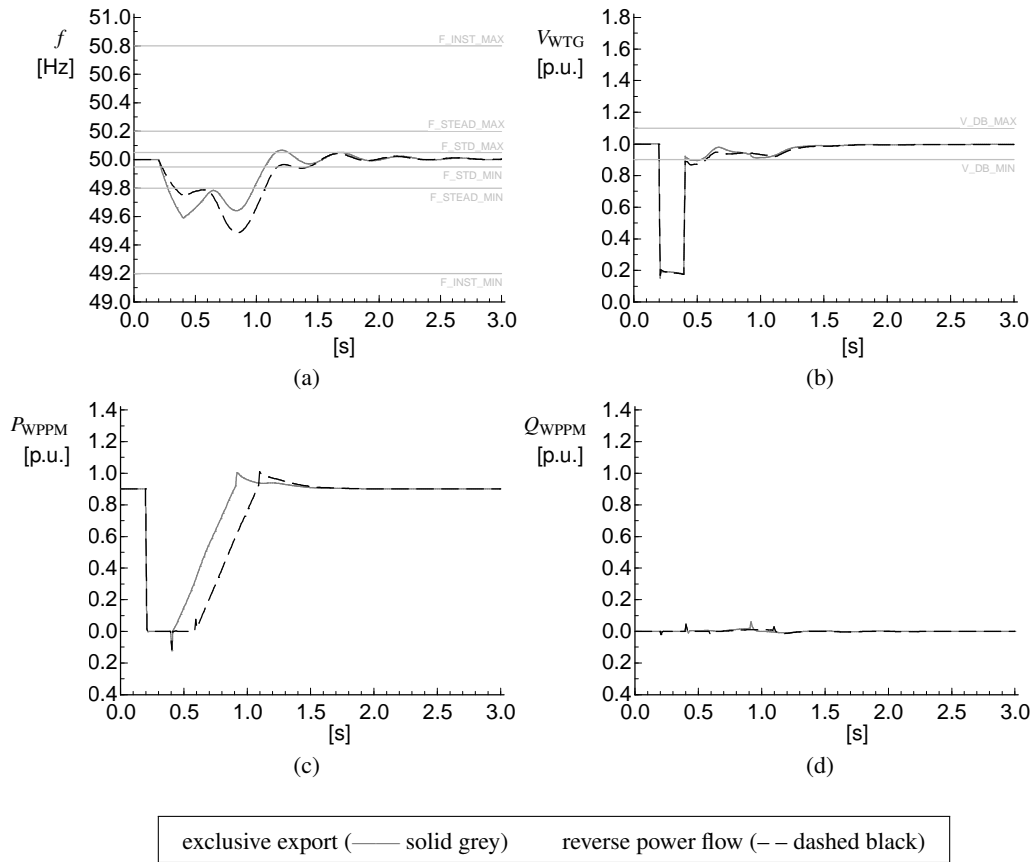 f
[Hz]
51.0
50.8
50.6
50.4
50.2
50.0
49.8
49.6
49.4
49.2
49.0
F_INST_MAX
F_STEAD_MAX
F_STD_MAX
F_STD_MIN
F_STEAD_MIN
F_INST_MIN
0.0 0.5 1.0 1.5 2.0 2.5 3.0
[s]
(a)
VWTG
[p.u.]
1.8
1.6
1.4
1.2
1.0
0.8
0.6
0.4
0.2
0.0
V_DB_MAX
V_DB_MIN
0.0 0.5 1.0 1.5 2.0 2.5 3.0
[s]
(b)
PWPPM
[p.u.]
1.4
1.2
1.0
0.8
0.6
0.4
0.2
0.0
0.2
0.4
0.0 0.5 1.0 1.5 2.0 2.5 3.0
[s]
(c)
QWPPM
[p.u.]
1.4
1.2
1.0
0.8
0.6
0.4
0.2
0.0
0.2
0.4
0.0 0.5 1.0 1.5 2.0 2.5 3.0
[s]
(d)
exclusive export (—— solid grey) reverse power flow (– – dashed black)